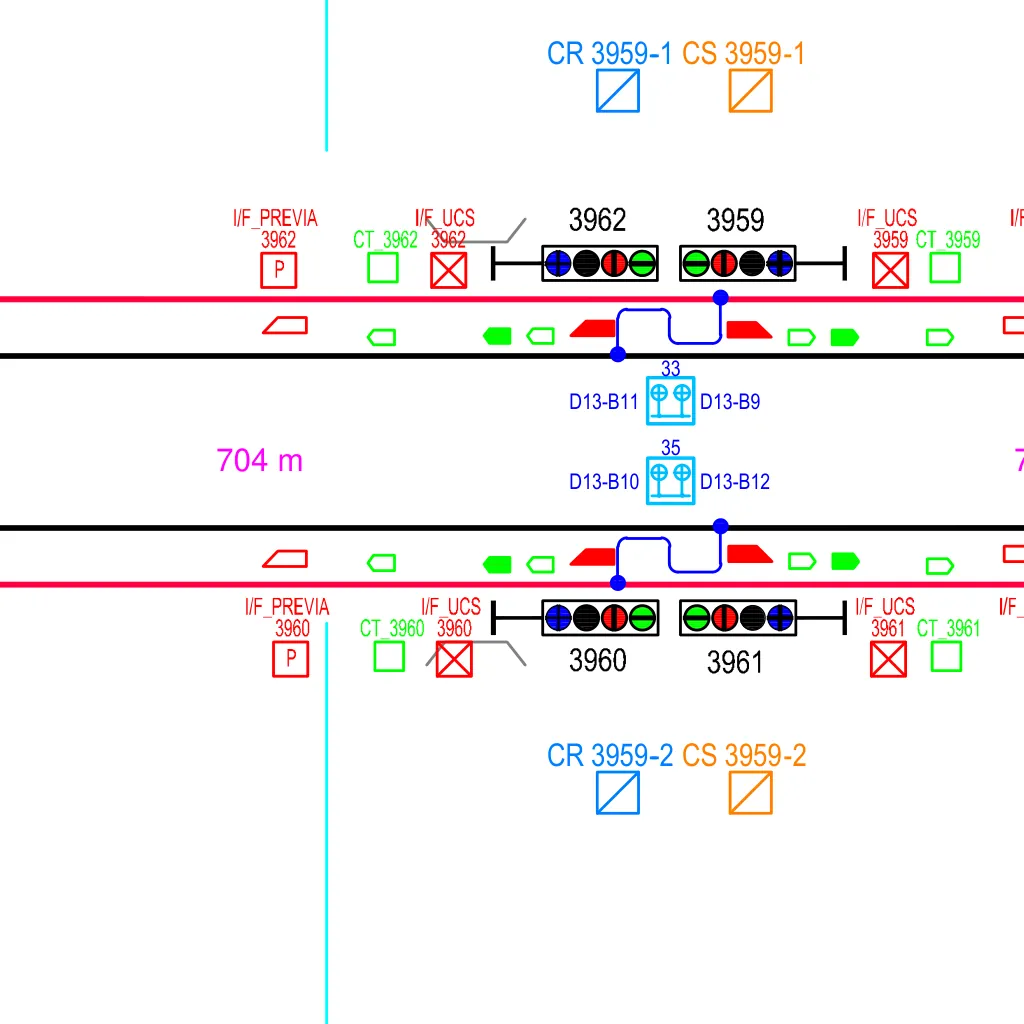 CR 3959-1 CS 3959-1
I/F_PREVIA
3962
CT_3962
I/F_UCS
3962
3962
3959
I/F_UCS
3959
CT_3959
P
33
D13-B11
D13-B9
704 m
35
D13-B10
D13-B12
I/F_PREVIA
3960
CT_3960
I/F_UCS
3960
3960
3961
I/F_UCS
3961
CT_3961
P
CR 3959-2 CS 3959-2